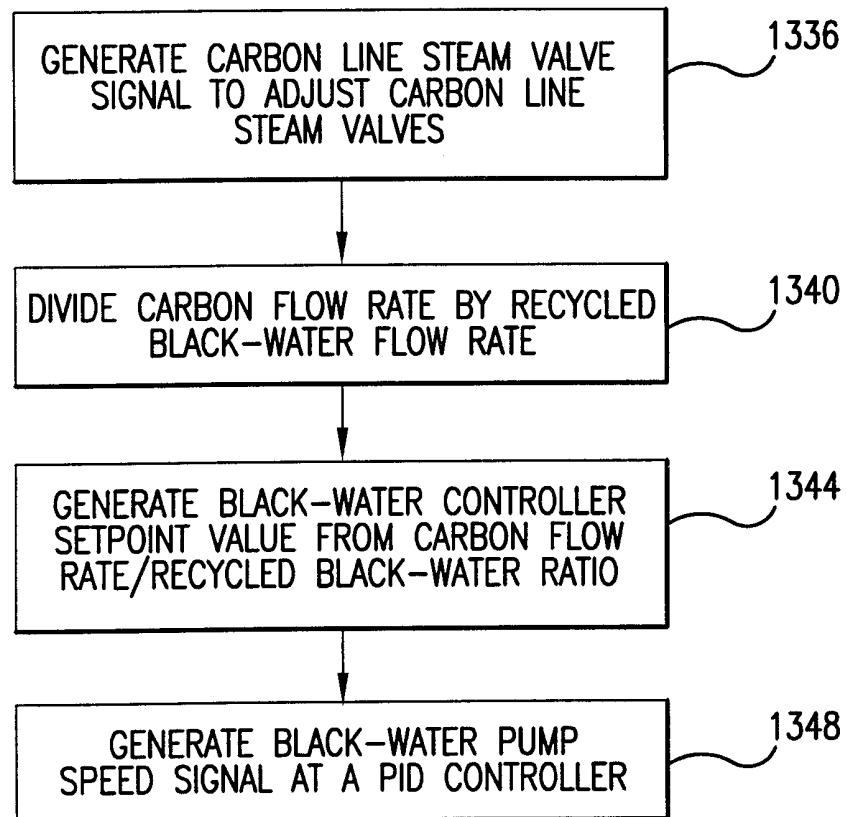 GENERATE CARBON LINE STEAM VALVE
SIGNAL TO ADJUST CARBON LINE
STEAM VALVES
1336
DIVIDE CARBON FLOW RATE BY RECYCLED
BLACK-WATER FLOW RATE
1340
GENERATE BLACK-WATER CONTROLLER
SETPOINT VALUE FROM CARBON FLOW
RATE/RECYCLED BLACK-WATER RATIO
1344
GENERATE BLACK-WATER PUMP
SPEED SIGNAL AT A PID CONTROLLER
1348